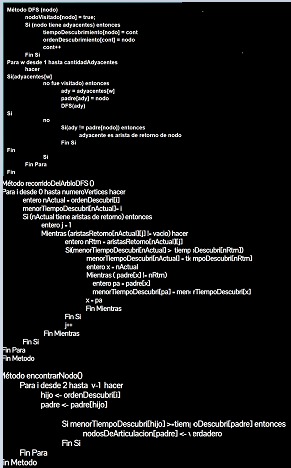 Método DFS (nodo)
nodoVisitado[nodo] = true;
Si (nodo tiene adyacentes) entonces
tiempoDescubrimiento[nodo] = cont
ordenDescubrimiento[cont] = nodo
cont++
Fin Si
Para w desde 1 hasta cantidadAdyacentes
hacer
Si(adyacentes[w]
no fue visitado) entonces
ady = adyacentes[w]
padre[ady] = nodo
DFS(ady)
Si
no
Si(ady != padre[nodo]) entonces
adyacente es arista de retorno de nodo
Fin Si
Fin
Si
Fin Para
Fin
Método recorridoDelArbloDFS ()
Para i desde 0 hasta numeroVertices hacer
entero nActual = ordenDescubri[i]
menorTiempoDescubri[nActual]= i
Si (nActual tiene aristas de retorno) entonces
entero j = 1
Mientras (aristasRetorno[nActual][j] != vacio) hacer
entero nRtrn = aristasRetorno[nActual][j]
Si(menorTiempoDescubri[nActual] > tiempoDescubri[nRtrn])
menorTiempoDescubri[nActual] = tiempoDescubri[nRtrn]
entero x = nActual
Mientras ( padre[x] != nRtrn)
entero pa = padre[x]
menorTiempoDescubri[pa] = menorTiempoDescubri[x]
x = pa
Fin Mientras
Fin Si
j++
Fin Mientras
Fin Si
Fin Para
Fin Metodo
Método encontrarNodo()
Para i desde 2 hasta v-1 hacer
hijo <- ordenDescubri[i]
padre <- padre[hijo]
Si menorTiempoDescubri[hijo] >=tiempoDescubri[padre] entonces
nodosDeArticulacion[padre] <- verdadero
Fin Si
Fin Para
Fin Metodo